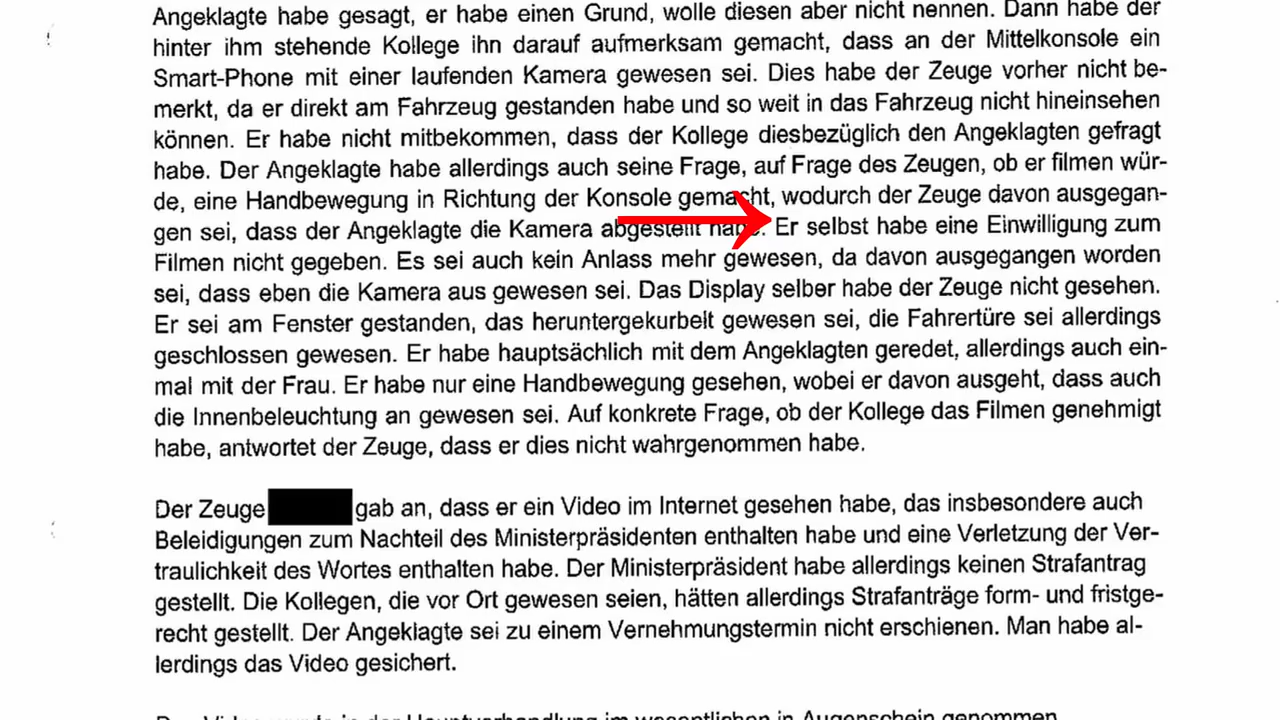 Angeklagte habe gesagt, er habe einen Grund, wolle diesen aber nicht nennen. Dann habe der
hinter ihm stehende Kollege ihn darauf aufmerksam gemacht, dass an der Mittelkonsole ein
Smart-Phone mit einer laufenden Kamera gewesen sei. Dies habe der Zeuge vorher nicht be-
merkt, da er direkt am Fahrzeug gestanden habe und so weit in das Fahrzeug nicht hineinsehen
können. Er habe nicht mitbekommen, dass der Kollege diesbezüglich den Angeklagten gefragt
habe. Der Angeklagte habe allerdings auch seine Frage, auf Frage des Zeugen, ob er filmen wür-
de, eine Handbewegung in Richtung der Konsole gemacht, wodurch der Zeuge davon ausgegan-
gen sei, dass der Angeklagte die Kamera abgestellt habe. Er selbst habe eine Einwilligung zum
Filmen nicht gegeben. Es sei auch kein Anlass mehr gewesen, da davon ausgegangen worden
sei, dass eben die Kamera aus gewesen sei. Das Display selber habe der Zeuge nicht gesehen.
Er sei am Fenster gestanden, das heruntergekurbelt gewesen sei, die Fahrertüre sei allerdings
geschlossen gewesen. Er habe hauptsächlich mit dem Angeklagten geredet, allerdings auch ein-
mal mit der Frau. Er habe nur eine Handbewegung gesehen, wobei er davon ausgeht, dass auch
die Innenbeleuchtung an gewesen sei. Auf konkrete Frage, ob der Kollege das Filmen genehmigt
habe, antwortet der Zeuge, dass er dies nicht wahrgenommen habe.
Der Zeuge gab an, dass er ein Video im Internet gesehen habe, das insbesondere auch
Beleidigungen zum Nachteil des Ministerpräsidenten enthalten habe und eine Verletzung der Ver-
traulichkeit des Wortes enthalten habe. Der Ministerpräsident habe allerdings keinen Strafantrag
gestellt. Die Kollegen, die vor Ort gewesen seien, hätten allerdings Strafanträge form- und fristge-
recht gestellt. Der Angeklagte sei zu einem Vernehmungstermin nicht erschienen. Man habe al-
lerdings das Video gesichert.
Das Video wurde in der Hauptverhandlung im wesentlichen in Augenschein genommen